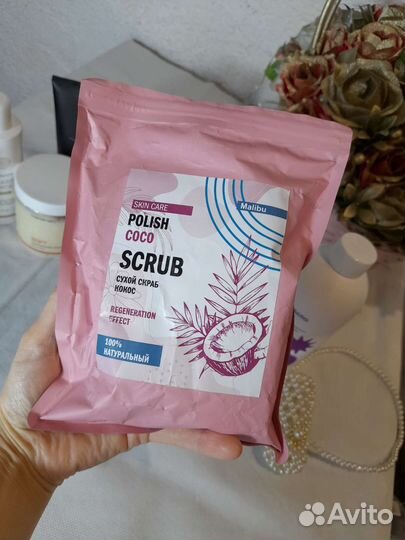 SKIN CARE
Malibu
POLISH
COCO
SCRUB
СУХОЙ СКРАБ
КОКОС
REGENERATION
EFFECT
100%
НАТУРАЛЬНЫЙ
Avito